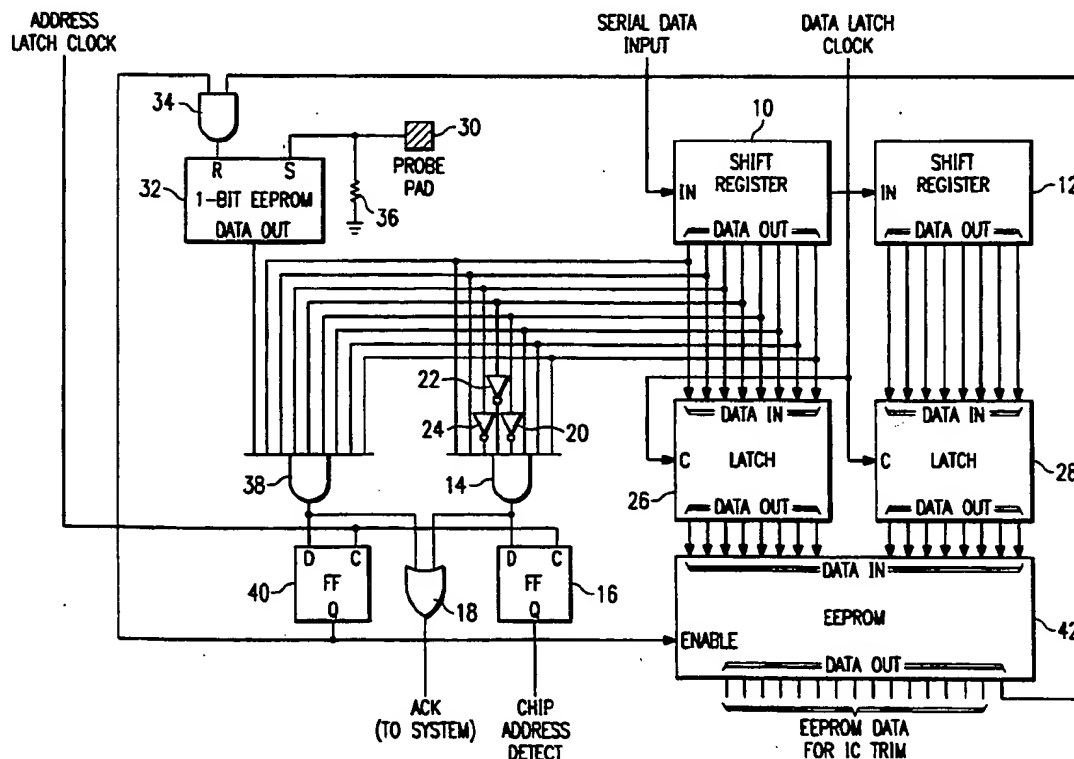 ADDRESS
LATCH CLOCK
SERIAL DATA
INPUT
DATA LATCH
CLOCK
34
30
PROBE
PAD
R S
32
1-BIT EEPROM
DATA OUT
36
10
SHIFT
REGISTER
IN
DATA OUT
SHIFT
REGISTER
IN
DATA OUT
12
22
24
20
38
14
DATA IN
C
LATCH
26
DATA OUT
DATA IN
C
LATCH
28
DATA OUT
D C
40
FF
Q
18
D C
FF
16
Q
DATA IN
EEPROM
42
ENABLE
DATA OUT
ACK
(TO SYSTEM)
CHIP
ADDRESS
DETECT
EEPROM DATA
FOR IC TRIM